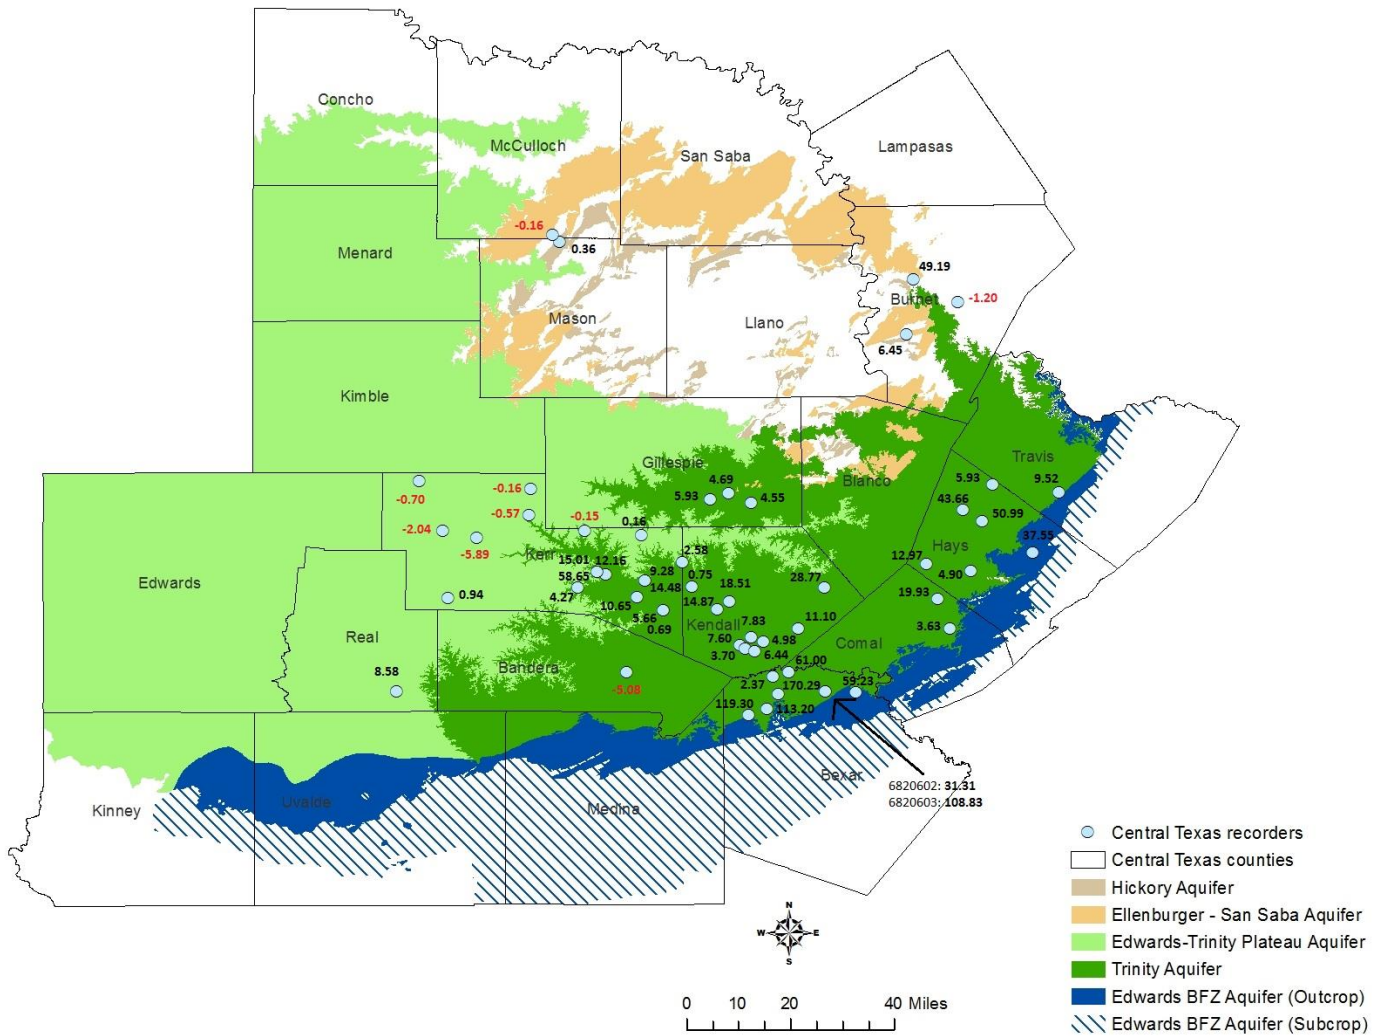 Concho
McCulloch
San Saba
Lampasas
-0.16
0.36
Menard
49.19
Burnet
-1.20
Mason
Llano
6.45
Kimble
Gillespie
4.69
5.93
4.55
Blanco
Travis
5.93
9.52
43.66
50.99
-0.70
-0.16
-0.57
-0.15
0.16
-2.04
-5.89
Kerr
37.55
Hays
12.97
4.90
2.58
15.01
12.16
9.28
0.75
58.65
14.48
18.51
28.77
4.27
10.65
14.87
19.93
Edwards
0.94
5.66
0.69
Kendall
7.83
11.10
3.63
Real
7.60
4.98
Comal
3.70
6.44
61.00
Bandera
8.58
-5.08
2.37
170.29
59.23
119.30
113.20
Bexar
6820602: 31.31
6820603: 108.83
Kinney
Uvalde
Medina
Central Texas recorders
Central Texas counties
Hickory Aquifer
Ellenburger - San Saba Aquifer
Edwards-Trinity Plateau Aquifer
Trinity Aquifer
Edwards BFZ Aquifer (Outcrop)
Edwards BFZ Aquifer (Subcrop)
N
W E
S
0 10 20 40 Miles